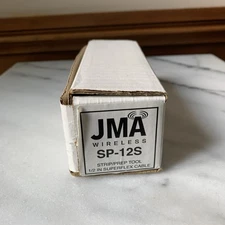 JMA
WIRELESS
SP-12S
STRIP/PREP TOOL
1/2 IN SUPERFLEX CABLE